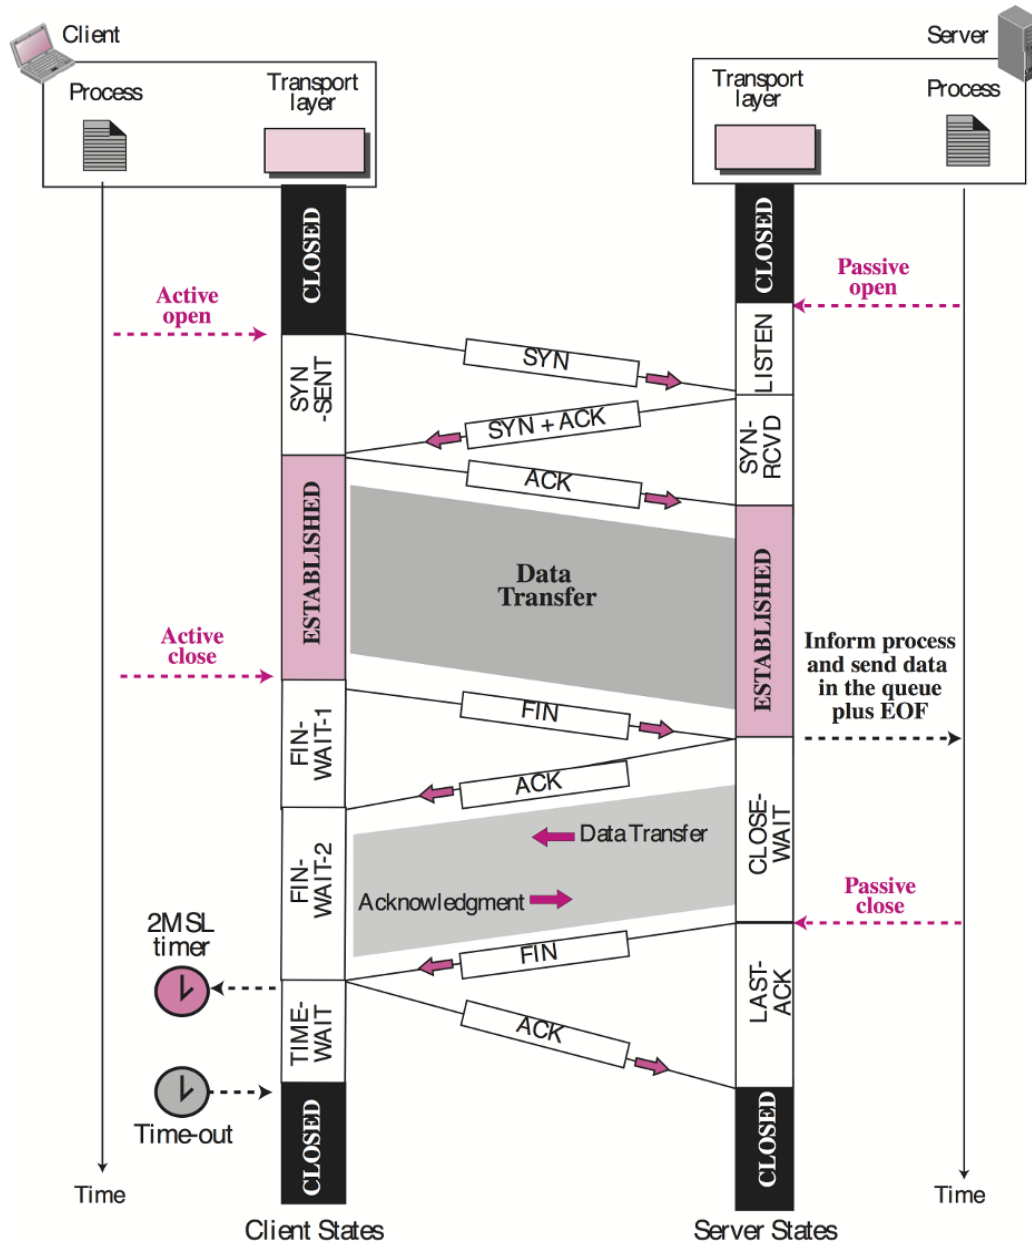 Client
Server
Process
Transport
layer
Transport
layer
Process
CLOSED
CLOSED
Passive
open
Active
open
SYN
-SENT
SYN
LISTEN
SYN + ACK
SYN-
RCVD
ACK
ESTABLISHED
Data
Transfer
ESTABLISHED
Active
close
Inform process
and send data
in the queue
plus EOF
FIN
FIN-
WAIT-1
ACK
CLOSE-
WAIT
Data Transfer
FIN-
WAIT-2
Acknowledgment
Passive
close
2MSL
timer
FIN
LAST-
ACK
TIME-
WAIT
ACK
Time-out
CLOSED
CLOSED
Time
Time
Client States
Server States